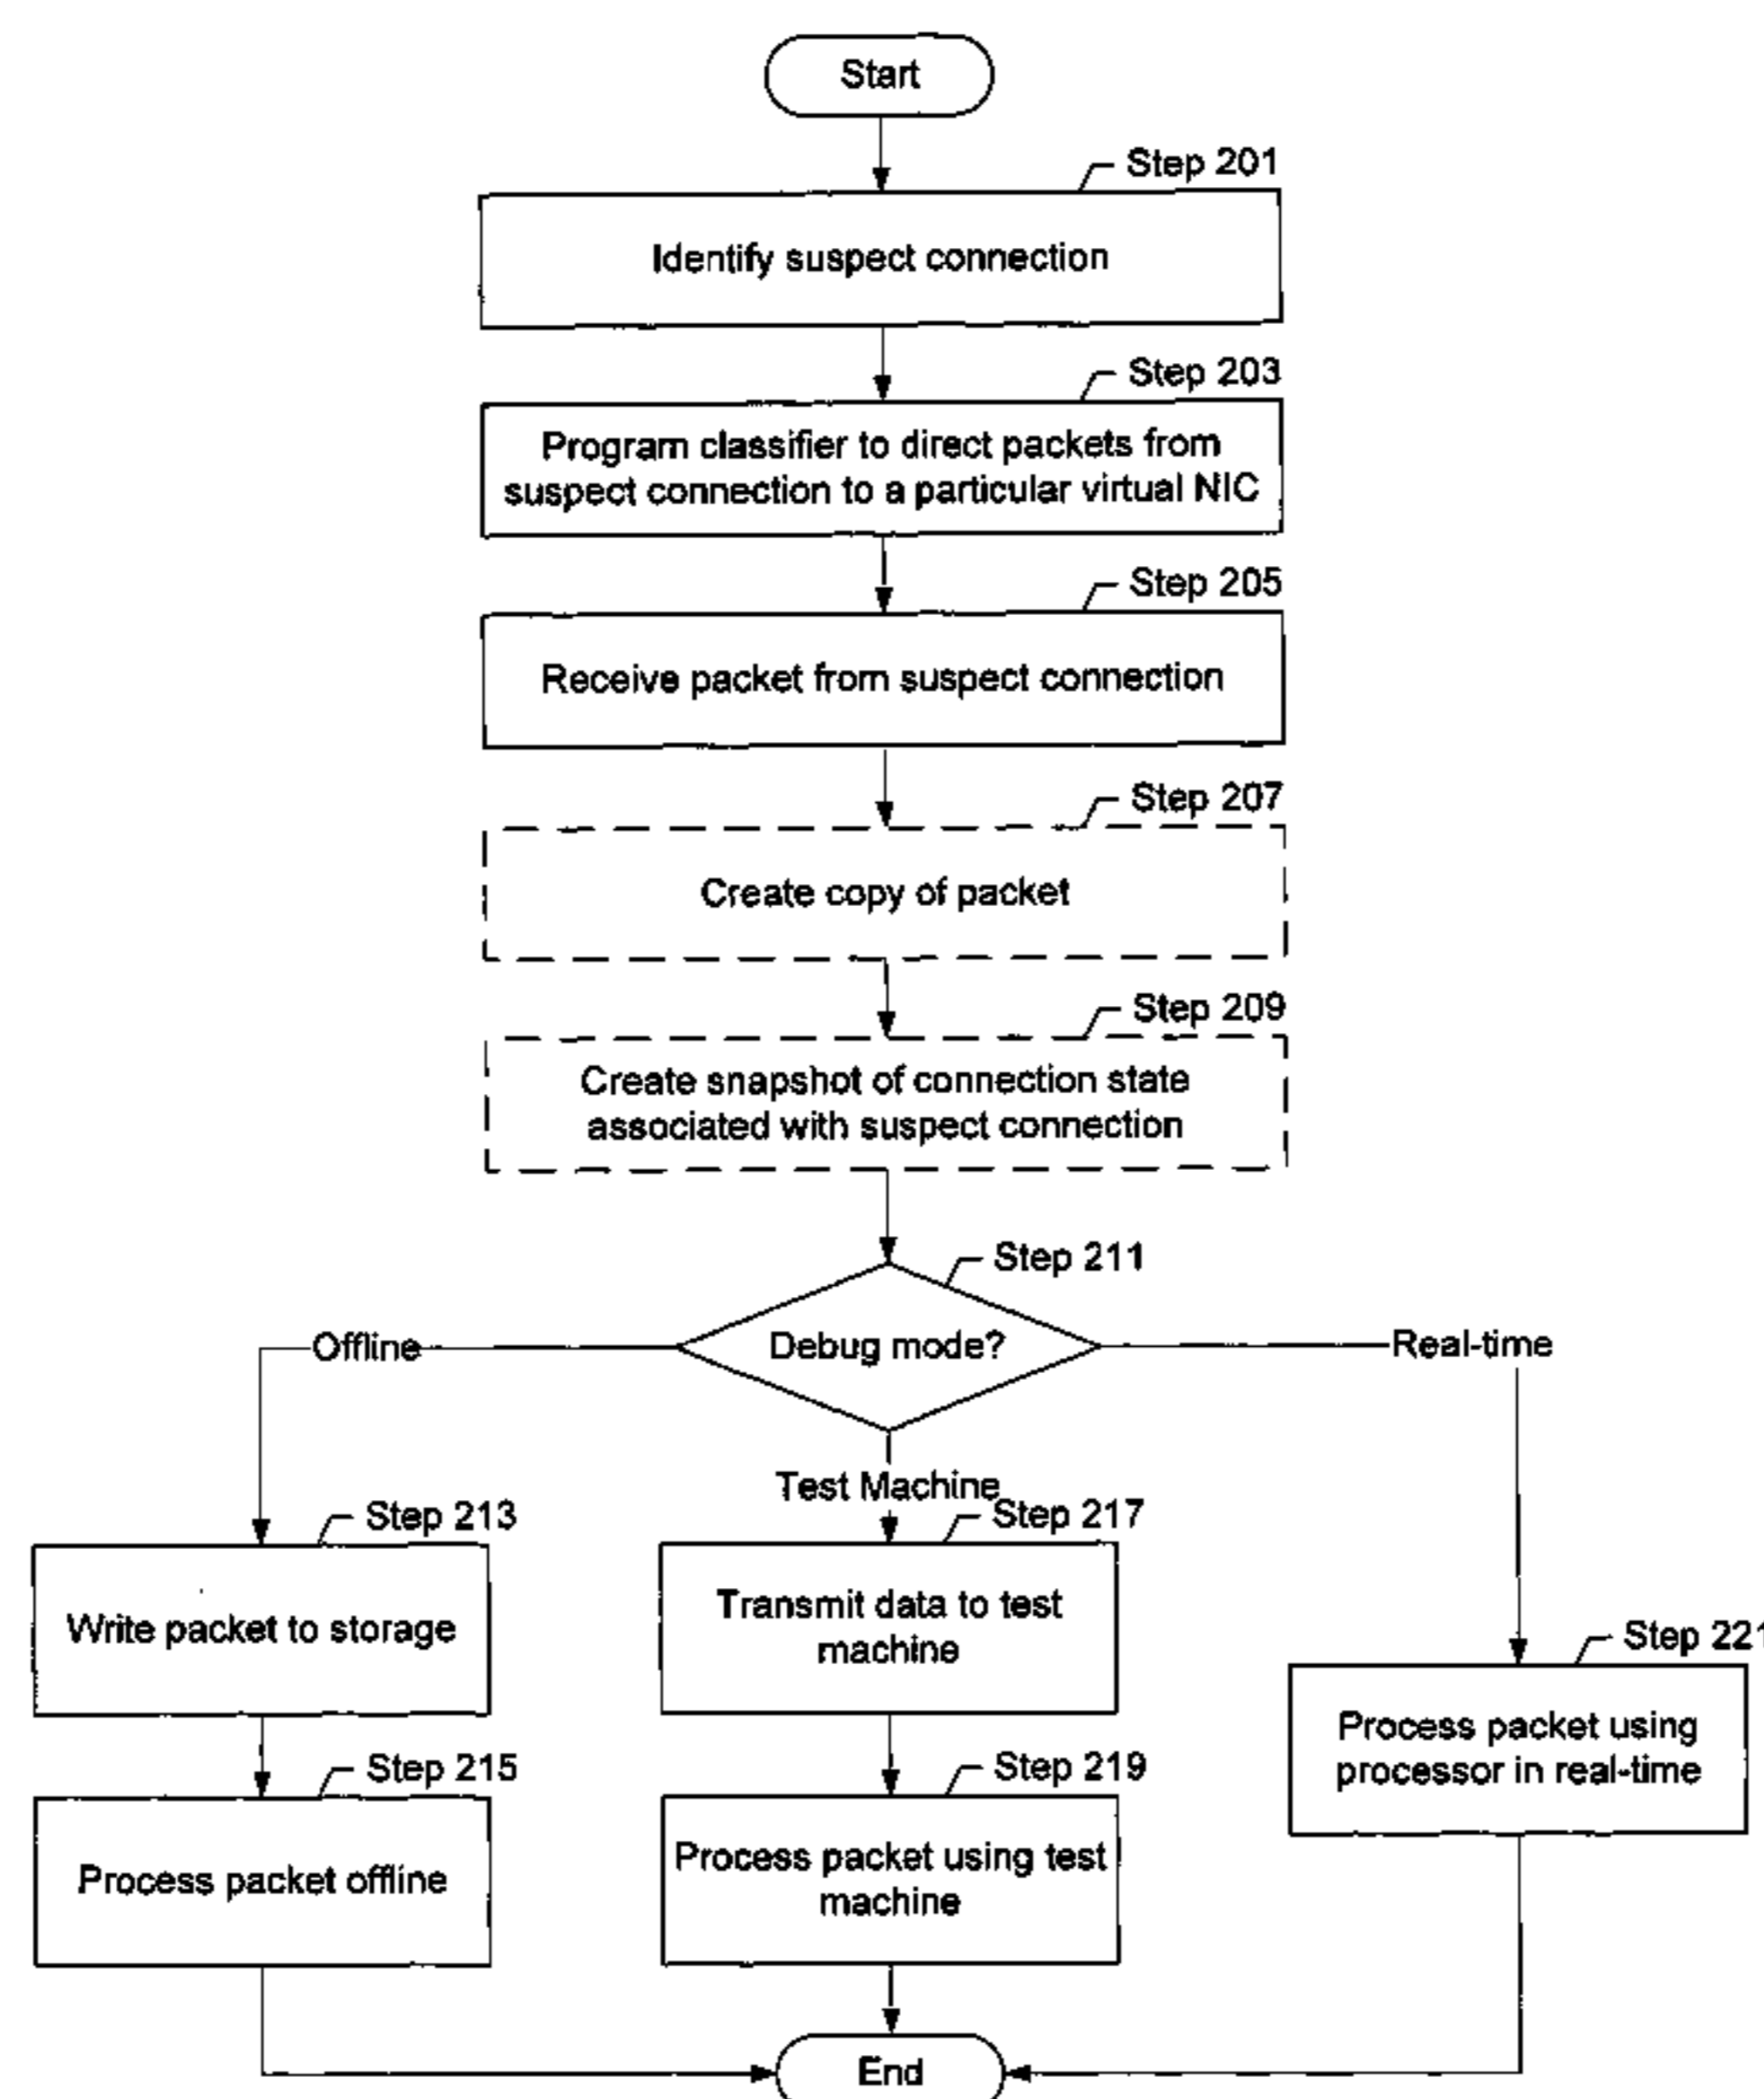 Start
Step 201
Identify suspect connection
Step 203
Program classifier to direct packets from
suspect connection to a particular virtual NIC
Step 205
Receive packet from suspect connection
Step 207
Create copy of packet
Step 209
Create snapshot of connection state
associated with suspect connection
Step 211
Debug mode?
Offline
Real-time
Test Machine
Step 213
Write packet to storage
Step 215
Process packet offline
Step 217
Transmit data to test
machine
Step 219
Process packet using test
machine
Step 221
Process packet using
processor in real-time
End